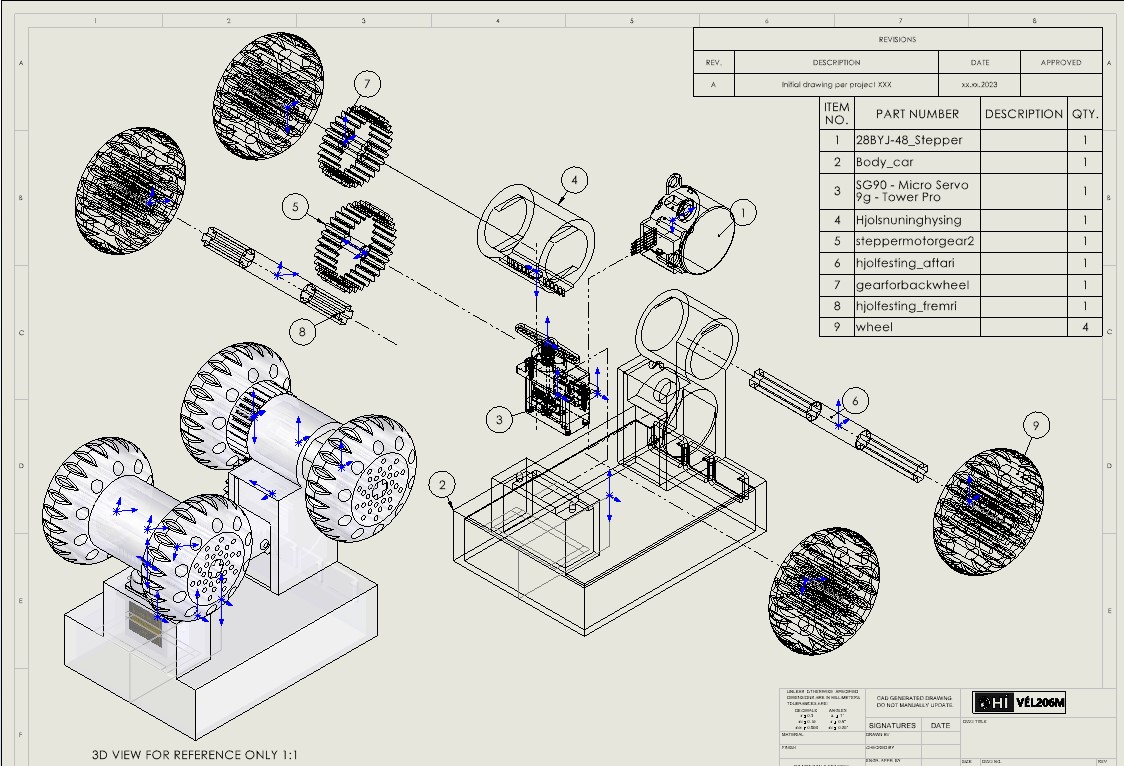 1 2 3 4 5 6 7 8
REVISIONS
REV. DESCRIPTION DATE APPROVED
A Initial drawing per project XXX xx.xx.2023
ITEM NO. PART NUMBER DESCRIPTION QTY.
1 28BYJ-48_Stepper 1
2 Body_car 1
3 SG90 - Micro Servo 9g - Tower Pro 1
4 Hjolsnuninghysing 1
5 steppermotorgear2 1
6 hjolfesting_aftari 1
7 gearforbackwheel 1
8 hjolfesting_fremri 1
9 wheel 4
A A
B B
C C
D D
E E
F
7
4
5
1
8
6
3
9
2
3D VIEW FOR REFERENCE ONLY 1:1
UNLESS OTHERWISE SPECIFIED
DIMENSIONS ARE IN MILLIMETERS
TOLERANCES ARE:
DECIMALS ANGLES
CAD GENERATED DRAWING
DO NOT MANUALLY UPDATE
SIGNATURES DATE
MATERIAL
FINISH
DRAWN BY
CHECKED BY
ENGR. APPR. BY
HI VÉL206M
DWG TITLE
SIZE DWG NO. REV